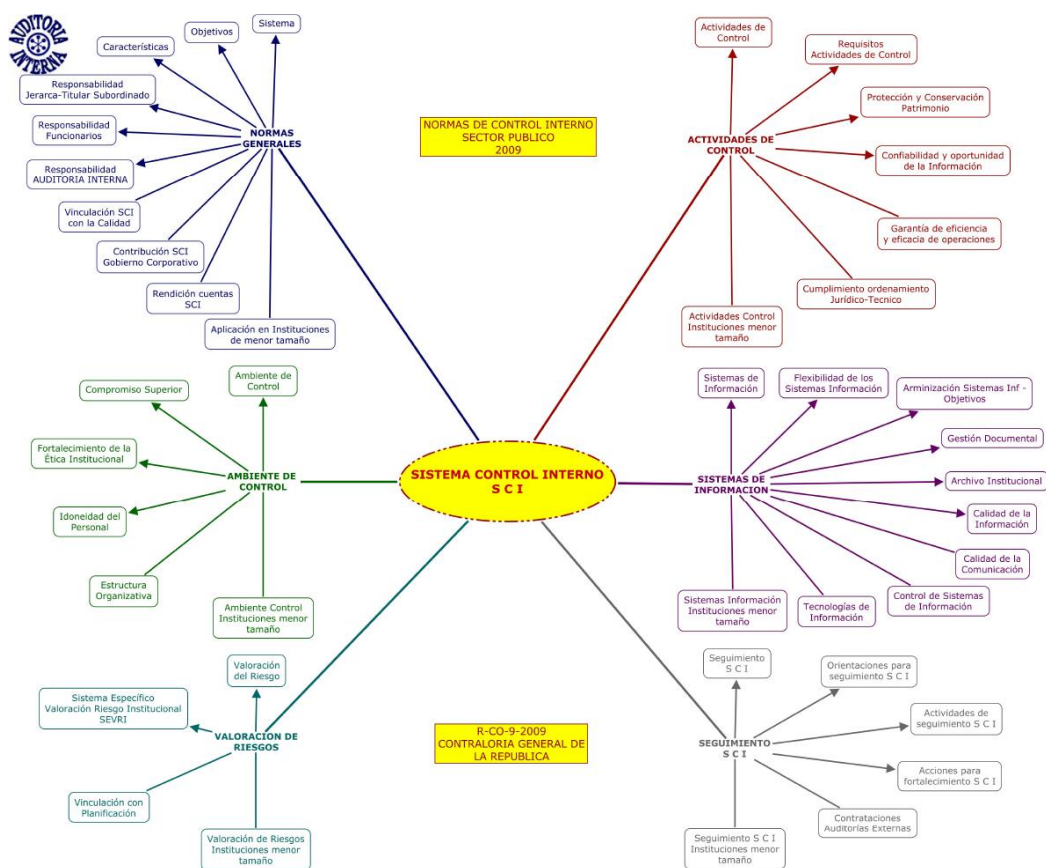 AUDITORIA
INTERNA
Sistema
Objetivos
Características
Responsabilidad
Jerarca-Titular Subordinado
Responsabilidad
Funcionarios
Responsabilidad
AUDITORIA INTERNA
Vinculación SCI
con la Calidad
Contribución SCI
Gobierno Corporativo
Rendición cuentas
SCI
Aplicación en Instituciones
de menor tamaño
NORMAS
GENERALES
NORMAS DE CONTROL INTERNO
SECTOR PUBLICO
2009
Actividades de
Control
Requisitos
Actividades de Control
Protección y Conservación
Patrimonio
Confiabilidad y oportunidad
de la Información
Garantía de eficiencia
y eficacia de operaciones
Cumplimiento ordenamiento
Jurídico-Tecnico
Actividades Control
Instituciones menor
tamaño
ACTIVIDADES DE
CONTROL
Ambiente de
Control
Compromiso Superior
Fortalecimiento de la
Ética Institucional
Idoneidad del
Personal
Estructura
Organizativa
Ambiente Control
Instituciones menor
tamaño
AMBIENTE DE
CONTROL
SISTEMA CONTROL INTERNO
S C I
Sistemas de
Información
Flexibilidad de los
Sistemas Información
Arminización Sistemas Inf -
Objetivos
Gestión Documental
Archivo Institucional
Calidad de la
Información
Calidad de la
Comunicación
Control de Sistemas
de Información
Tecnologías de
Información
Sistemas Información
Instituciones menor
tamaño
SISTEMAS DE
INFORMACION
Valoración
del Riesgo
Sistema Específico
Valoración Riesgo Institucional
SEVRI
VALORACION DE
RIESGOS
Vinculación con
Planificación
Valoración de Riesgos
Instituciones menor
tamaño
R-CO-9-2009
CONTRALORIA GENERAL DE
LA REPUBLICA
Seguimiento
S C I
Orientaciones para
seguimiento S C I
Actividades de
seguimiento S C I
Acciones para
fortalecimiento S C I
Contrataciones
Auditorías Externas
Seguimiento S C I
Instituciones menor
tamaño
SEGUIMIENTO
S C I